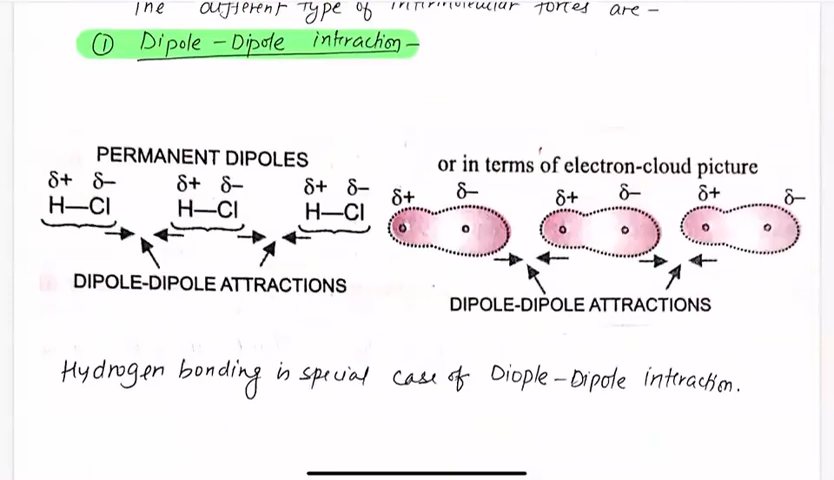 The different type of intermolecular forces are –
① Dipole – Dipole interaction –
PERMANENT DIPOLES
δ+ δ– δ+ δ– δ+ δ–
H—Cl H—Cl H—Cl
DIPOLE-DIPOLE ATTRACTIONS
or in terms of electron-cloud picture
δ+ δ– δ+ δ– δ+ δ–
DIPOLE-DIPOLE ATTRACTIONS
Hydrogen bonding is special case of Diople – Dipole interaction.